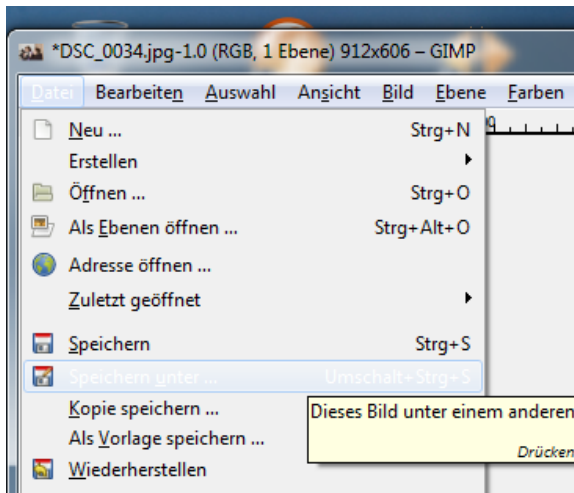 *DSC_0034.jpg-1.0 (RGB, 1 Ebene) 912x606 – GIMP
Datei Bearbeiten Auswahl Ansicht Bild Ebene Farben
Neu ... Strg+N
Erstellen
Öffnen ... Strg+O
Als Ebenen öffnen ... Strg+Alt+O
Adresse öffnen ...
Zuletzt geöffnet
Speichern Strg+S
Speichern unter ... Umschalt+Strg+S
Kopie speichern ... Dieses Bild unter einem anderen
Als Vorlage speichern ... Drücken
Wiederherstellen